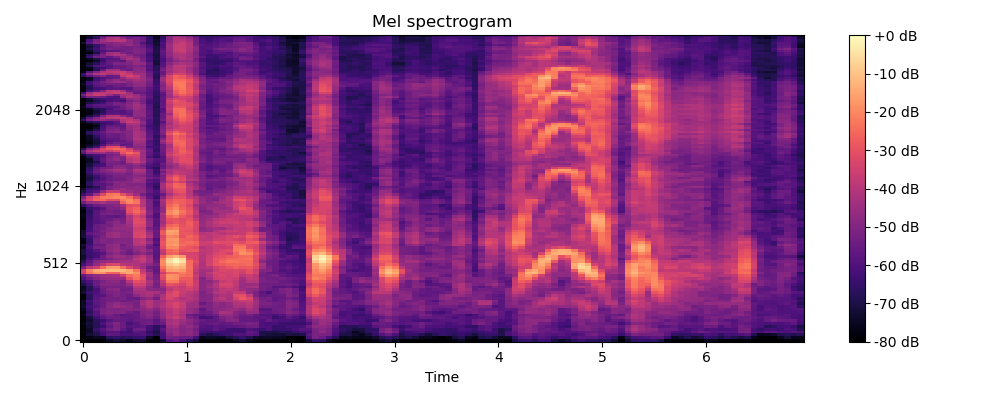 Mel spectrogram
+0 dB
-10 dB
-20 dB
-30 dB
-40 dB
-50 dB
-60 dB
-70 dB
-80 dB
Hz
2048
1024
512
0
0 1 2 3 4 5 6
Time